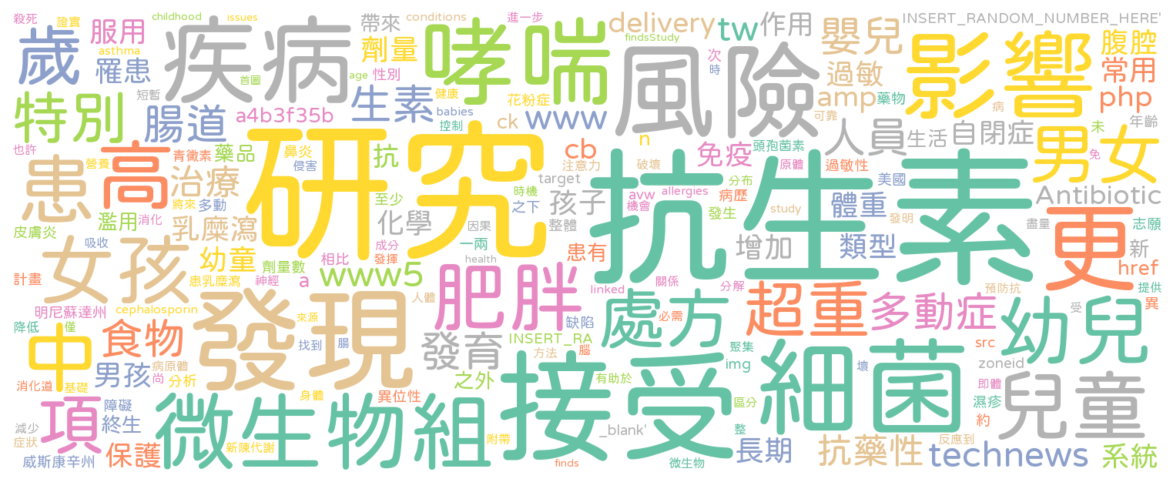 殺死
論實
childhood
issues
conditions
進一步
帶來
delivery
tw
作用
INSERT_RANDOM_NUMBER_HERE'
歲
服用
asthma
罹患
疾病
首圖
age
性別
劑量
哮喘
findsStudy
次
時
風險
嬰兒
過敏
影響
腹腔
常用
短暫
特別
腸道
a4b3f35b
生素
健康
控制
babies
花粉症
ck
www
n
amp
藥物
可靠
人員
生活
病
自閉症
未
php
年齡
男女
也許
營養
患
高
青黴素
鼻炎
侵害
藥品
治療
將來
多動
研究
抗
至少
cb
注意力
target
破壞
免疫
頭孢菌素
原體
過敏性
美國
免
Antibiotic
皮膚炎
濫用
消化
乳糜瀉
化學
時機
之下
孩子
因果
整體
抗生素
avw
機會
allergies
分布
病歷
發生
study
體重
發明
增加
類型
更
盡量
志願
新
女孩
吸收
幼童
劑量數
患乳糜瀉
神經
相比
a
成分
發揮
www5
health
肥胖
患有
linked
關係
分解
預防抗
href
提供
計畫
明尼蘇達州
cephalosporin
發現
人體
來源
缺陷
必需
處方
超重
多動症
受
異
幼兒
降低
僅
中
食物
病原體
尚
男孩
分析
找到
腸
發育
INSERT_RA
方法
腦
聚集
img
src
zoneid
約
消化道
基礎
障礙
終生
身體
異位性
之外
有助於
接受
區分
壞
細菌
即體
濕疹
兒童
減少
症狀
項
威斯康辛州
保護
微生物組
新陳代謝
附帶
finds
_blank'
整
微生物
長期
抗藥性
反應到
technews
系統